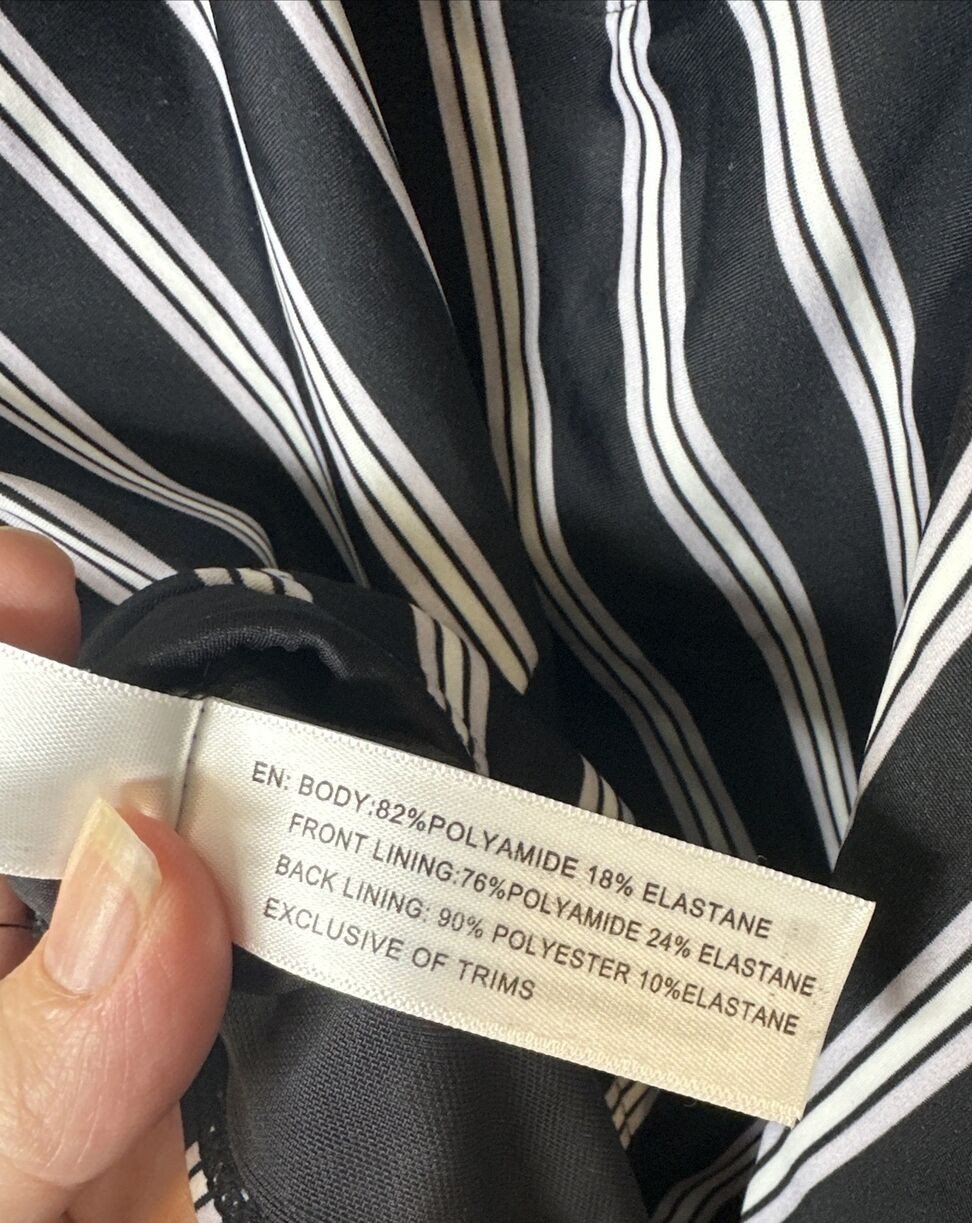 EN: BODY:82%POLYAMIDE 18% ELASTANE
FRONT LINING:76%POLYAMIDE 24% ELASTANE
BACK LINING: 90% POLYESTER 10%ELASTANE
EXCLUSIVE OF TRIMS